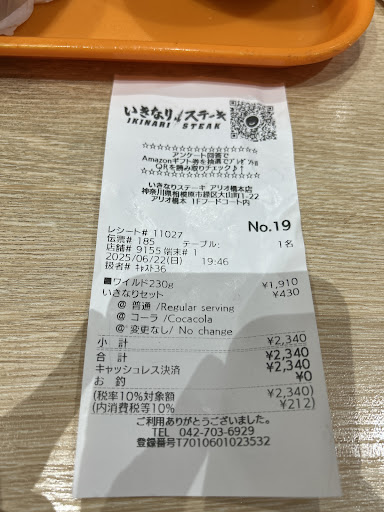 いきなりステーキ
IKINARI STEAK
☆☆☆☆☆☆☆☆☆☆☆☆☆☆☆☆☆☆
アンケート回答で
Amazonギフト券を抽選でプレゼント!!
QRを読み取りチェック♪↑
☆☆☆☆☆☆☆☆☆☆☆☆☆☆☆☆☆☆
いきなりステーキ アリオ橋本店
神奈川県相模原市緑区大山町1-22
アリオ橋本 1Fフードコート内
No.19
レシート# 11027
伝票# 185 テーブル: 1名
店舗# 9155 端末# 1
2025/06/22(日) 19:46
扱者# ｷｬｽﾄ36
■ワイルド230g ¥1,910
いきなりセット ¥430
@ 普通 /Regular serving
@ コーラ /Cocacola
@ 変更なし/ No change
小 計 ¥2,340
合 計 ¥2,340
キャッシュレス決済 ¥2,340
お 釣 ¥0
(税率10%対象額 ¥2,340)
(内消費税等10% ¥212)
ご利用ありがとうございました。
TEL 042-703-6929
登録番号T7010601023532